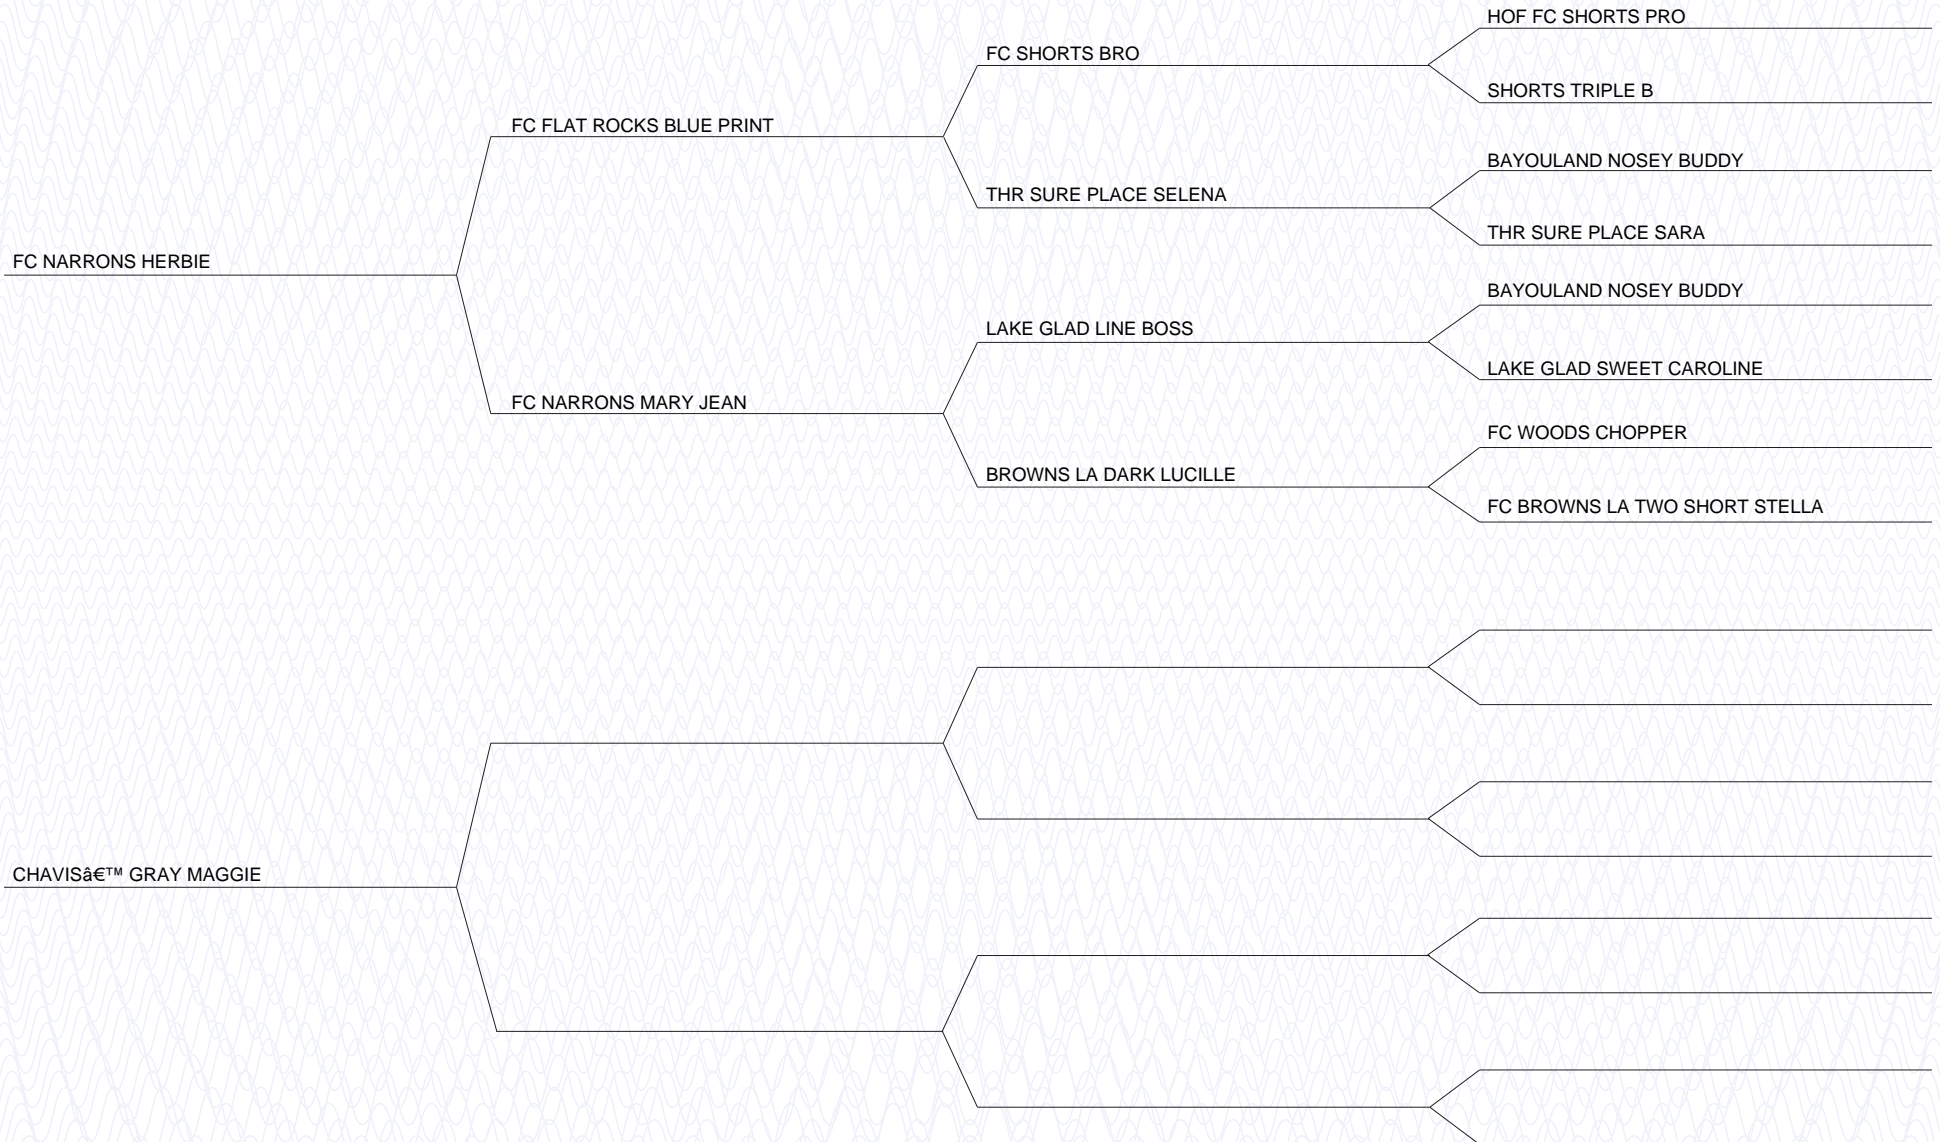 HOF FC SHORTS PRO
FC SHORTS BRO
SHORTS TRIPLE B
FC FLAT ROCKS BLUE PRINT
BAYOULAND NOSEY BUDDY
THR SURE PLACE SELENA
THR SURE PLACE SARA
FC NARRONS HERBIE
BAYOULAND NOSEY BUDDY
LAKE GLAD LINE BOSS
LAKE GLAD SWEET CAROLINE
FC NARRONS MARY JEAN
FC WOODS CHOPPER
BROWNS LA DARK LUCILLE
FC BROWNS LA TWO SHORT STELLA
CHAVISâ€™ GRAY MAGGIE